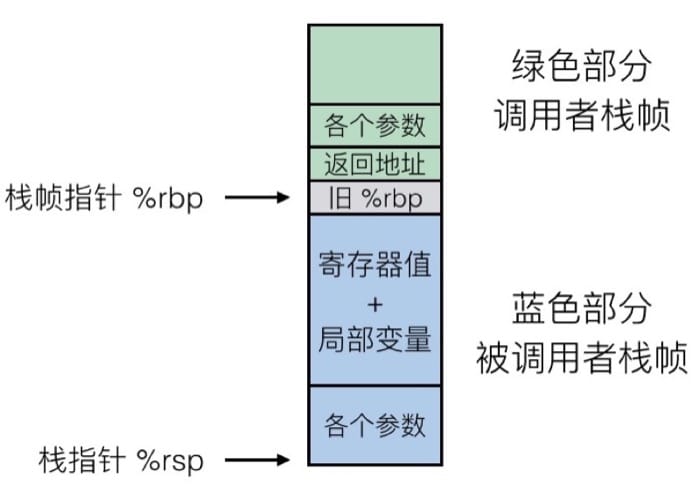 绿色部分
调用者栈帧
各个参数
返回地址
栈帧指针 %rbp
旧 %rbp
寄存器值
+
局部变量
蓝色部分
被调用者栈帧
各个参数
栈指针 %rsp